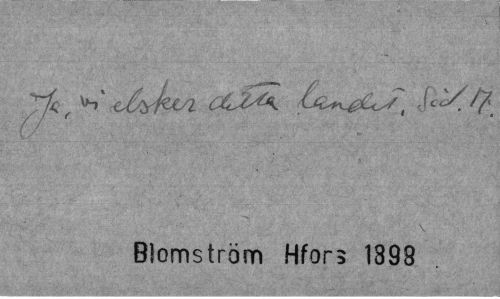 Ja, vi elsker detta landet. Sid. 17.
Blomström Hfors 1898